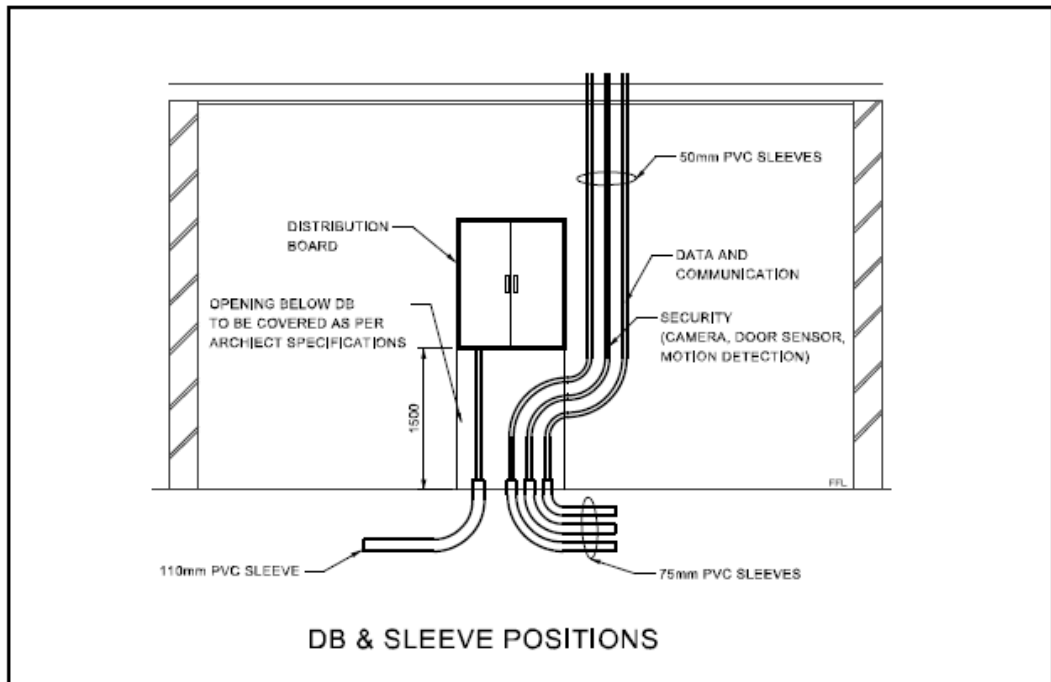 50mm PVC SLEEVES
DISTRIBUTION
BOARD
DATA AND
COMMUNICATION
OPENING BELOW DB
TO BE COVERED AS PER
ARCHIECT SPECIFICATIONS
SECURITY
(CAMERA, DOOR SENSOR,
MOTION DETECTION)
1500
FFL
110mm PVC SLEEVE
75mm PVC SLEEVES
DB & SLEEVE POSITIONS